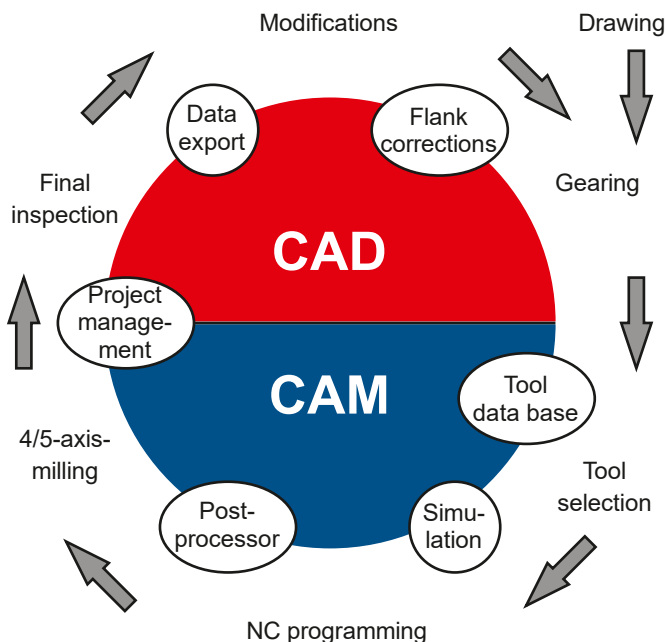 Modifications
Drawing
Data
export
Flank
corrections
Final
inspection
Gearing
CAD
Project
manage-
ment
CAM
Tool
data base
4/5-axis-
milling
Tool
selection
Post-
processor
Simu-
lation
NC programming